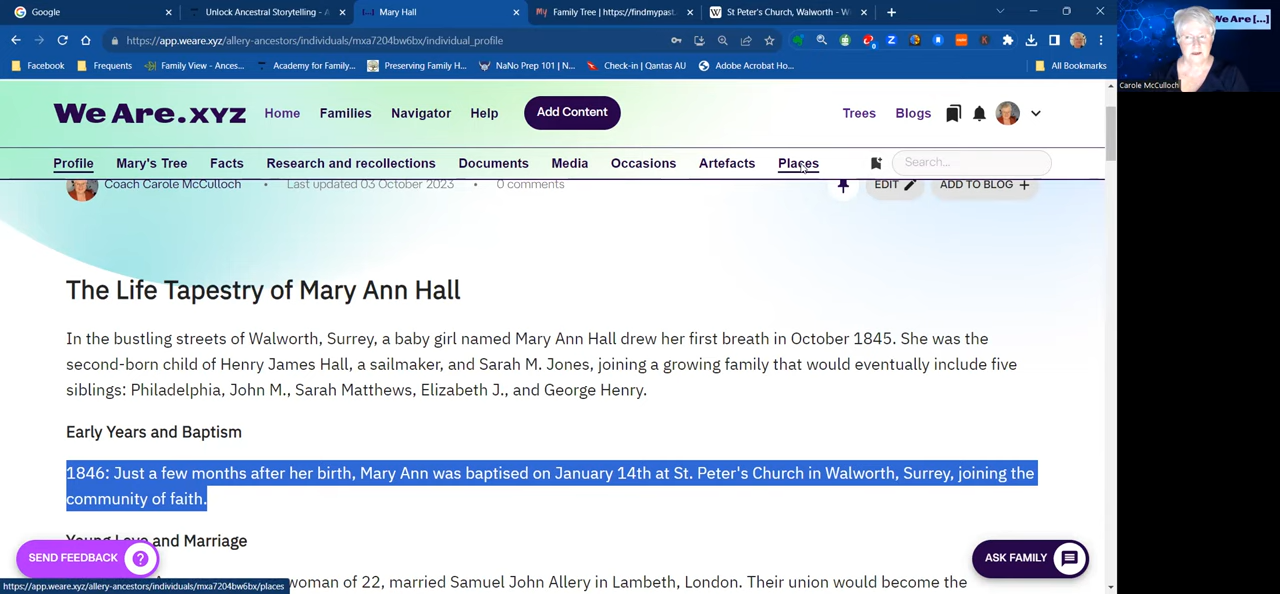 Google
Unlock Ancestral Storytelling - A
Mary Hall
Family Tree | https://findmypast.
St Peter's Church, Walworth - Wi
We Are [...]
https://app.weare.xyz/allery-ancestors/individuals/mxa7204bw6bx/individual_profile
Facebook
Frequents
Family View - Ances...
Academy for Famil...
Preserving Family H...
NaNo Prep 101 | N...
Check-in | Qantas AU
Adobe Acrobat Ho...
All Bookmarks
Carole McCulloch
We Are.xyz
Home
Families
Navigator
Help
Add Content
Trees
Blogs
Profile
Mary's Tree
Facts
Research and recollections
Documents
Media
Occasions
Artefacts
Places
Search...
Coach Carole McCulloch
• Last updated 03 October 2023
• 0 comments
EDIT
ADD TO BLOG +
The Life Tapestry of Mary Ann Hall
In the bustling streets of Walworth, Surrey, a baby girl named Mary Ann Hall drew her first breath in October 1845. She was the
second-born child of Henry James Hall, a sailmaker, and Sarah M. Jones, joining a growing family that would eventually include five
siblings: Philadelphia, John M., Sarah Matthews, Elizabeth J., and George Henry.
Early Years and Baptism
1846: Just a few months after her birth, Mary Ann was baptised on January 14th at St. Peter's Church in Walworth, Surrey, joining the
community of faith.
Young Love and Marriage
woman of 22, married Samuel John Allery in Lambeth, London. Their union would become the
SEND FEEDBACK ?
ASK FAMILY
https://app.weare.xyz/allery-ancestors/individuals/mxa7204bw6bx/places